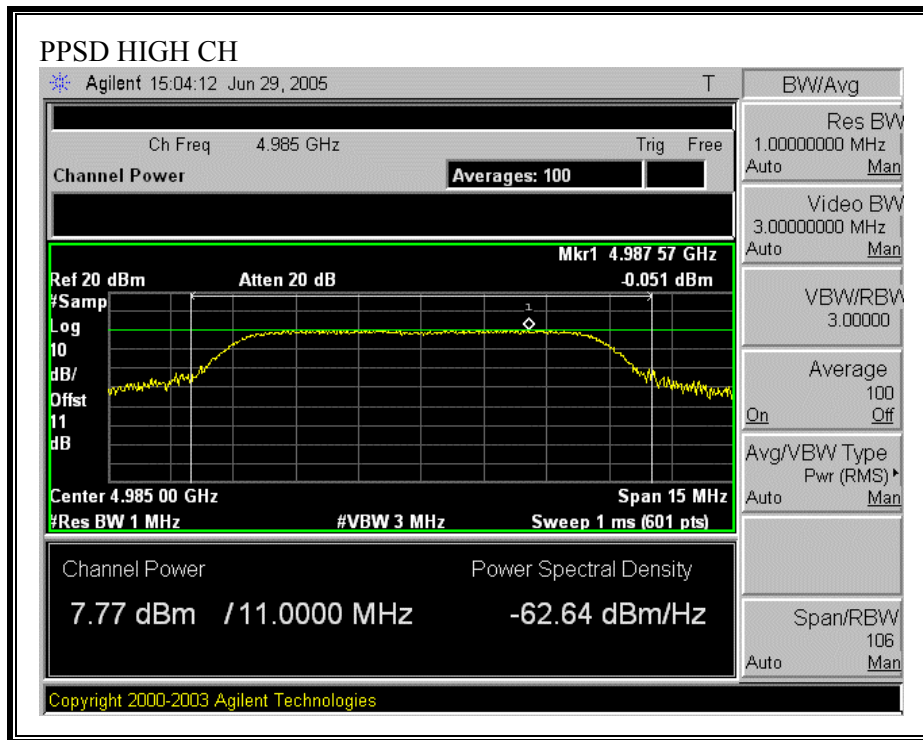 PPSD HIGH CH
Agilent 15:04:12 Jun 29, 2005 T
Ch Freq 4.985 GHz Trig Free
Channel Power Averages: 100
Mkr1 4.987 57 GHz
Ref 20 dBm Atten 20 dB -0.051 dBm
#Samp
Log
10
dB/
Offst
11
dB
1
Center 4.985 00 GHz Span 15 MHz
#Res BW 1 MHz #VBW 3 MHz Sweep 1 ms (601 pts)
Channel Power Power Spectral Density
7.77 dBm /11.0000 MHz -62.64 dBm/Hz
Copyright 2000-2003 Agilent Technologies
BW/Avg
Res BW
1.00000000 MHz
Auto Man
Video BW
3.00000000 MHz
Auto Man
VBW/RBW
3.00000
Average
100
On Off
Avg/VBW Type
Pwr (RMS)
Auto Man
Span/RBW
106
Auto Man